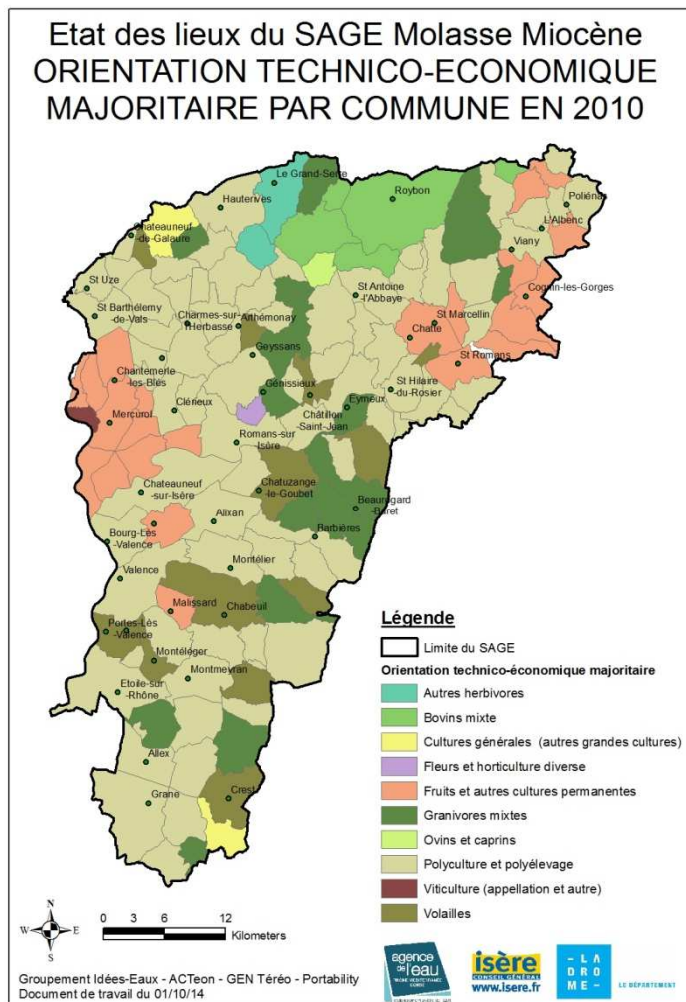 Etat des lieux du SAGE Molasse Miocène
ORIENTATION TECHNICO-ECONOMIQUE
MAJORITAIRE PAR COMMUNE EN 2010
Le Grand-Serre
Hauterives
Roybon
Poliénas
Chateauneuf
-de-Galaure
L'Albenc
Vinay
St Uze
St Antoine
-l'Abbaye
Cognin-les-Gorges
St Barthélemy
-de-Vals
Charmes-sur
-l'Herbasse
Arthémonay
St Marcellin
Chatte
Geyssans
St Romans
Chantemerle
-les-Blés
Génissieux
St Hilaire
-du-Rosier
Eymeux
Clérieux
Châtillon
Saint-Jean
Mercurol
Romans-sur
-Isère
Chateauneuf
-sur-Isère
Chatuzange
-le-Goubet
Beauregard
-Baret
Alixan
Barbières
Bourg-Lès
-Valence
Montélier
Valence
Malissard
Chabeuil
Portes-Lès
-Valence
Montéléger
Montmeyran
Etoile-sur
-Rhône
Allex
Grane
Crest
Légende
Limite du SAGE
Orientation technico-économique majoritaire
Autres herbivores
Bovins mixte
Cultures générales (autres grandes cultures)
Fleurs et horticulture diverse
Fruits et autres cultures permanentes
Granivores mixtes
Ovins et caprins
Polyculture et polyélevage
Viticulture (appellation et autre)
Volailles
N
W E
S
0 3 6 12
Kilometers
Groupement Idées-Eaux - ACTeon - GEN Téréo - Portability
Document de travail du 01/10/14
agence
de l'eau
isère
CONSEIL GÉNÉRAL
www.isere.fr
- L A
D R Ô
M E -
LE DÉPARTEMENT